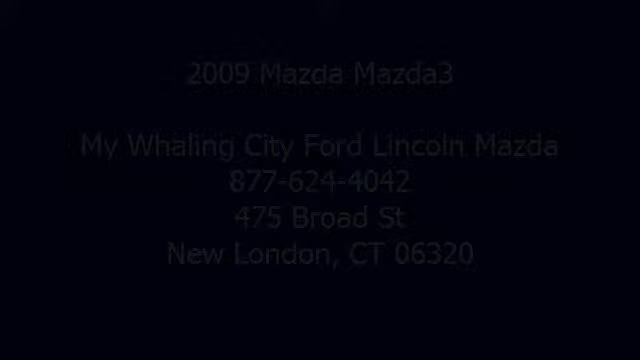 2009 Mazda Mazda3
My Whaling City Ford Lincoln Mazda
877-624-4042
475 Broad St
New London, CT 06320